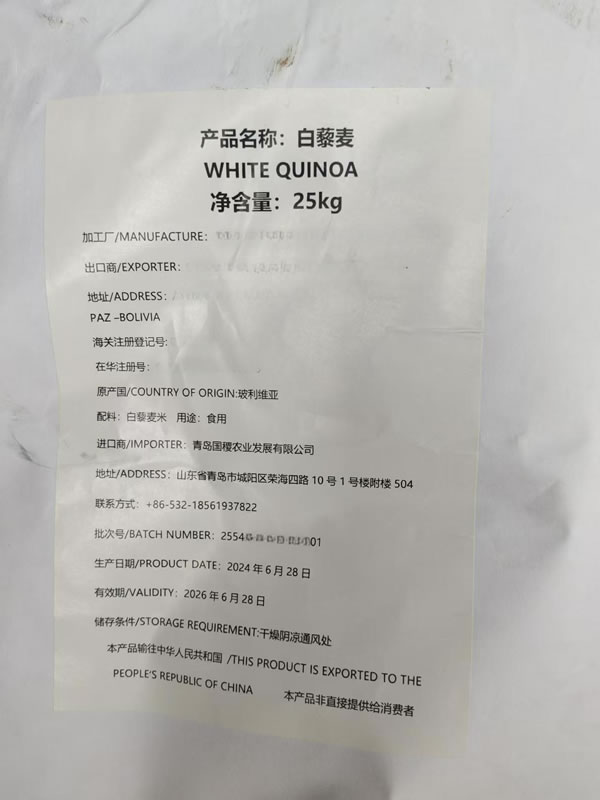 产品名称：白藜麦
WHITE QUINOA
净含量：25kg
加工厂/MANUFACTURE：
出口商/EXPORTER：
地址/ADDRESS：
PAZ –BOLIVIA
海关注册登记号：
在华注册号：
原产国/COUNTRY OF ORIGIN:玻利维亚
配料：白藜麦米 用途：食用
进口商/IMPORTER：青岛国稷农业发展有限公司
地址/ADDRESS：山东省青岛市城阳区荣海四路 10 号 1 号楼附楼 504
联系方式：+86-532-18561937822
批次号/BATCH NUMBER：2554 01
生产日期/PRODUCT DATE：2024 年 6 月 28 日
有效期/VALIDITY：2026 年 6 月 28 日
储存条件/STORAGE REQUIREMENT:干燥阴凉通风处
本产品输往中华人民共和国 /THIS PRODUCT IS EXPORTED TO THE
PEOPLE'S REPUBLIC OF CHINA 本产品非直接提供给消费者